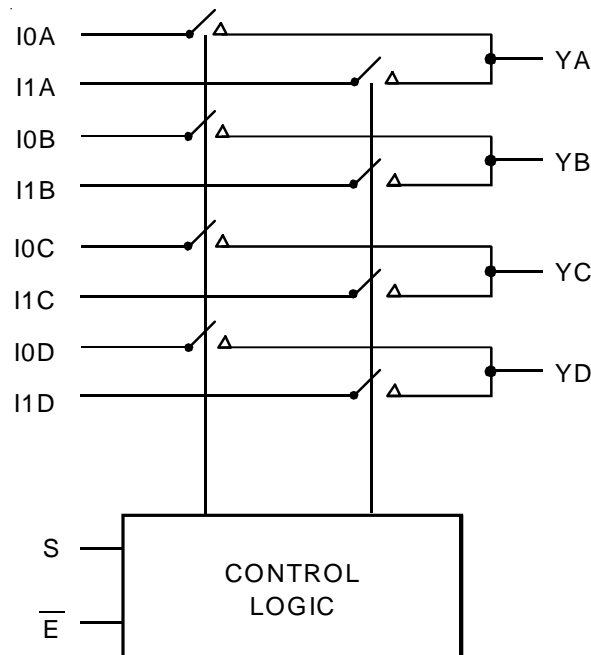 I0A
YA
I1A
I0B
YB
I1B
I0C
YC
I1C
I0D
YD
I1D
S
CONTROL
LOGIC
E̅